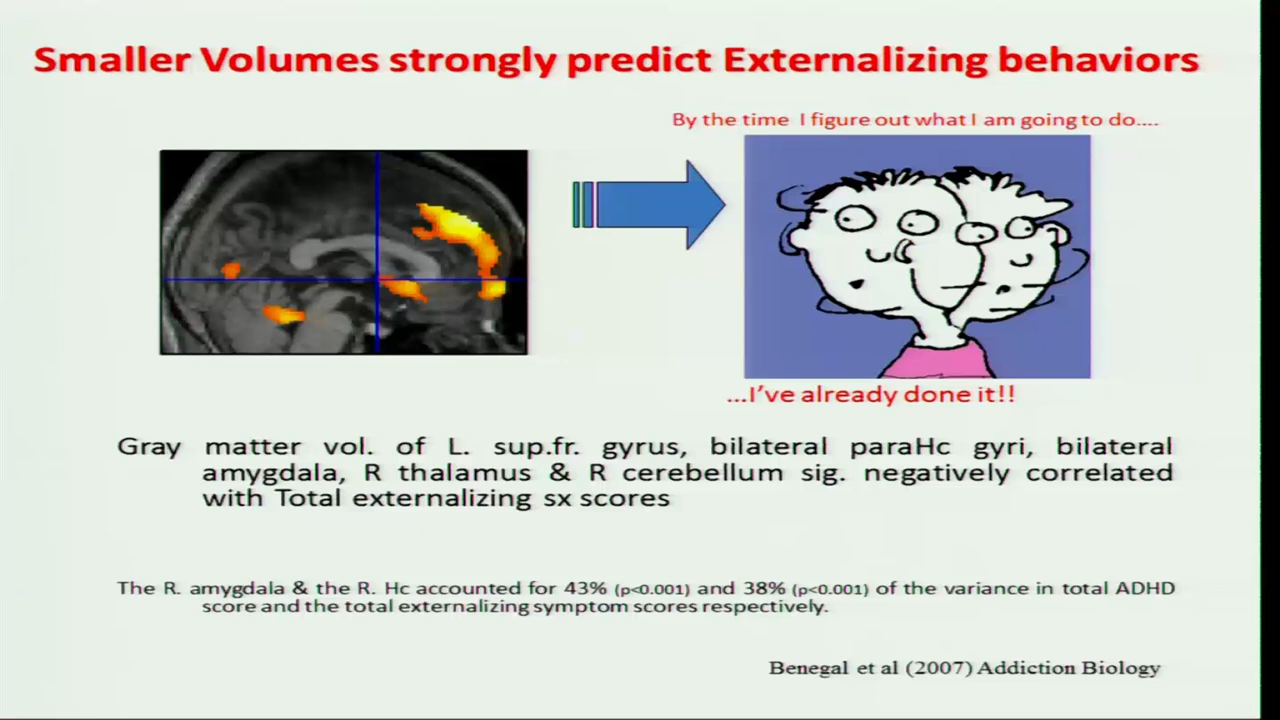 Smaller Volumes strongly predict Externalizing behaviors
By the time I figure out what I am going to do....
...I've already done it!!
Gray matter vol. of L. sup.fr. gyrus, bilateral paraHc gyri, bilateral
amygdala, R thalamus & R cerebellum sig. negatively correlated
with Total externalizing sx scores
The R. amygdala & the R. Hc accounted for 43% (p<0.001) and 38% (p<0.001) of the variance in total ADHD
score and the total externalizing symptom scores respectively.
Benegal et al (2007) Addiction Biology